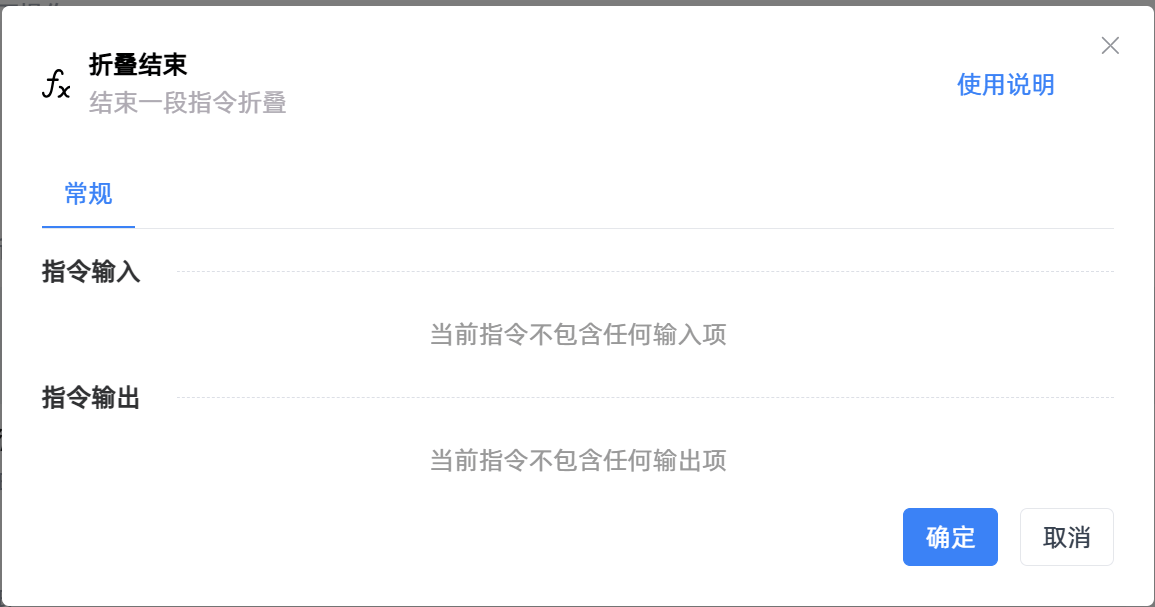 折叠结束
结束一段指令折叠
使用说明
常规
指令输入
当前指令不包含任何输入项
指令输出
当前指令不包含任何输出项
确定
取消